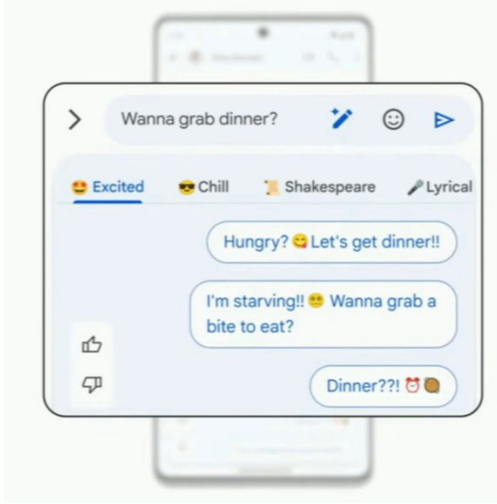 Wanna grab dinner?
🤩 Excited
😎 Chill
📜 Shakespeare
🎤 Lyrical
Hungry? 😋 Let's get dinner!!
I'm starving!! 😵‍💫 Wanna grab a
bite to eat?
Dinner??! ⏰🥘